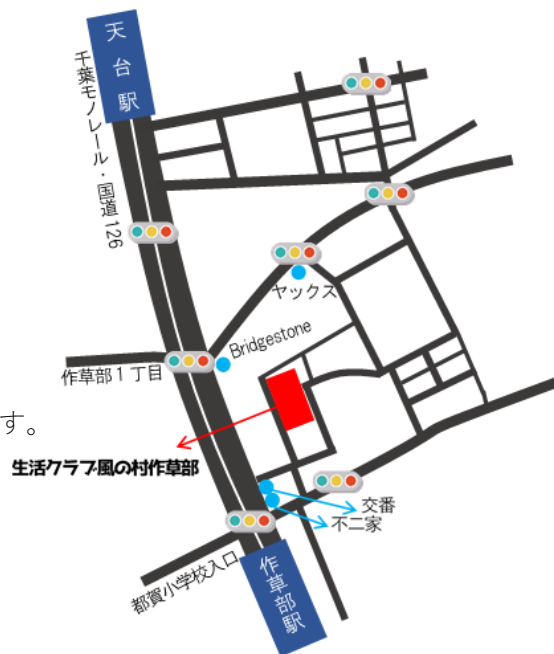 天台駅
千葉モノレール・国道126
ヤックス
Bridgestone
作草部1丁目
す。
生活クラブ風の村作草部
交番
不二家
都賀小学校入口
作草部駅